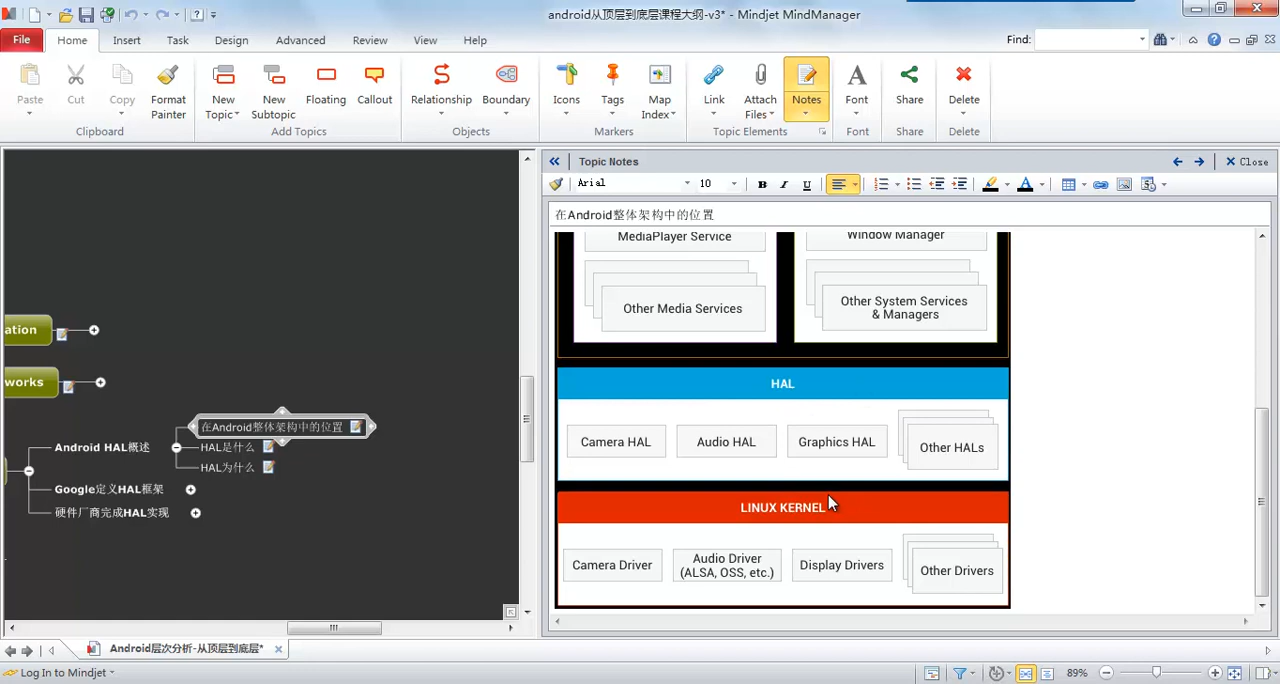 android从顶层到底层课程大纲-v3* - Mindjet MindManager
File
Home
Insert
Task
Design
Advanced
Review
View
Help
Find:
Paste
Cut
Copy
Format
Painter
Clipboard
New
Topic
New
Subtopic
Floating
Callout
Add Topics
Relationship
Boundary
Objects
Icons
Tags
Map
Index
Markers
Link
Attach
Files
Notes
Topic Elements
Font
Font
Share
Share
Delete
Delete
ation
works
Android HAL概述
在Android整体架构中的位置
HAL是什么
HAL为什么
Google定义HAL框架
硬件厂商完成HAL实现
Topic Notes
Close
Arial
10
B
I
U
在Android整体架构中的位置
MediaPlayer Service
Window Manager
Other Media Services
Other System Services
& Managers
HAL
Camera HAL
Audio HAL
Graphics HAL
Other HALs
LINUX KERNEL
Camera Driver
Audio Driver
(ALSA, OSS, etc.)
Display Drivers
Other Drivers
Android层次分析-从顶层到底层*
Log In to Mindjet
89%